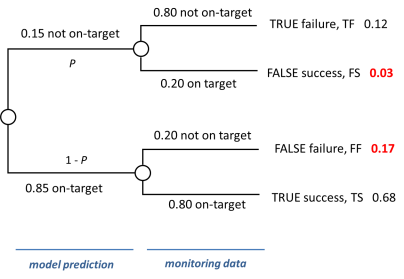 0.80 not on-target
TRUE failure, TF 0.12
0.15 not on-target
P
FALSE success, FS 0.03
0.20 on target
0.20 not on target
FALSE failure, FF 0.17
1 - P
0.85 on-target
TRUE success, TS 0.68
0.80 on-target
model prediction
monitoring data